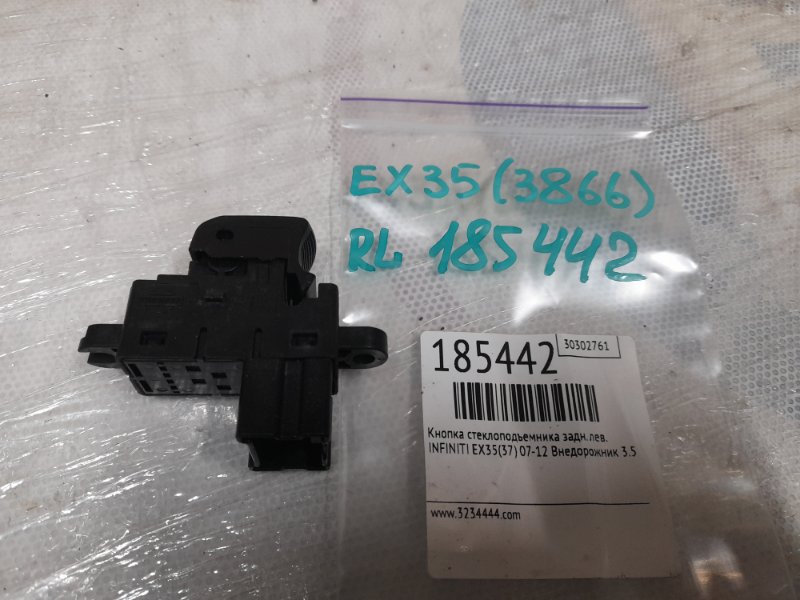 EX35(3866)
RL 185442
185442
30302761
Кнопка стеклоподъемника задн.лев.
INFINITI EX35(37) 07-12 Внедорожник 3.5
www.3234444.com